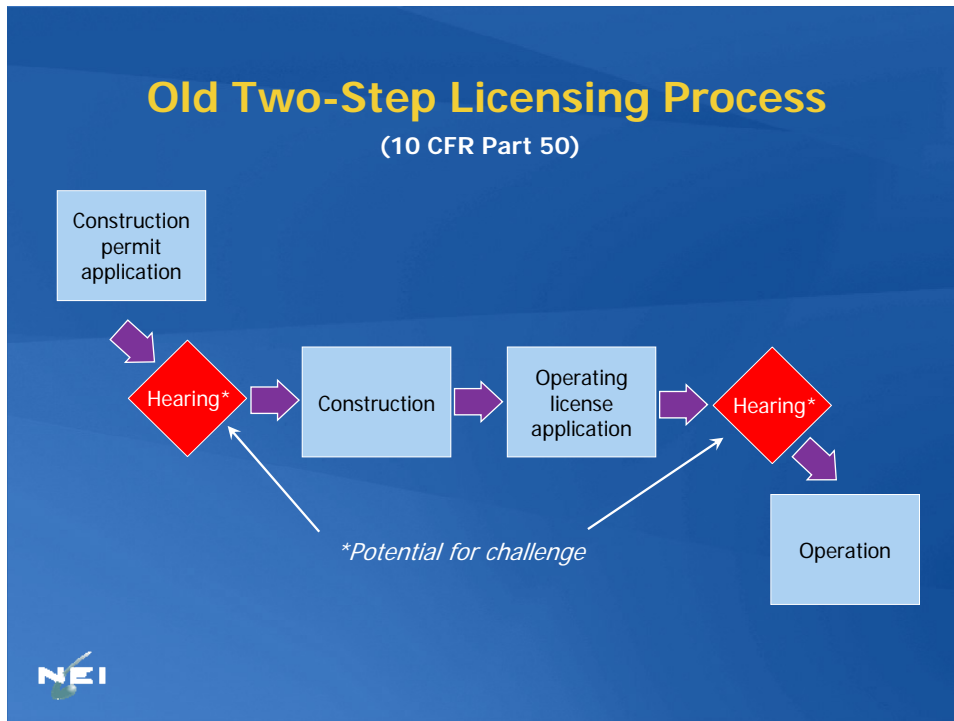 Old Two-Step Licensing Process
(10 CFR Part 50)
Construction
permit
application
Hearing*
Construction
Operating
license
application
Hearing*
*Potential for challenge
Operation
NEI